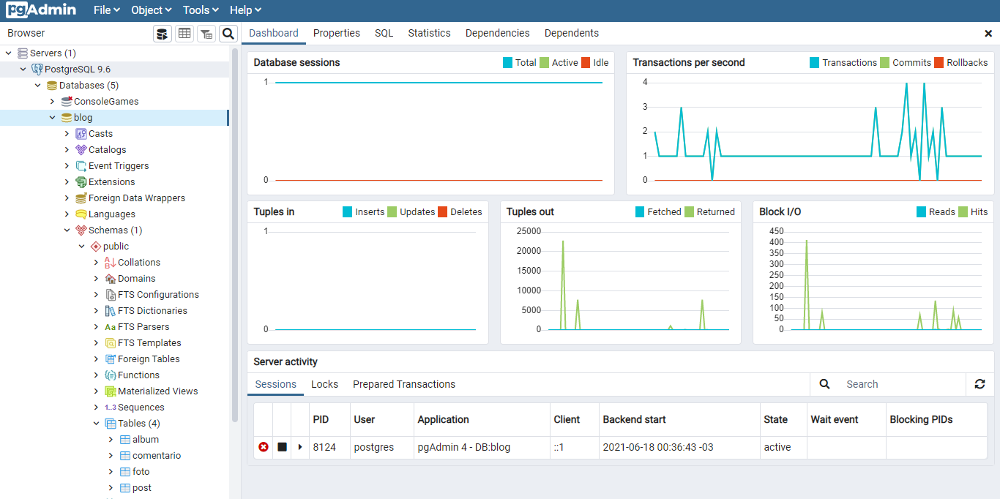 pgAdmin File Object Tools Help
Browser
Dashboard Properties SQL Statistics Dependencies Dependents
Servers (1)
PostgreSQL 9.6
Databases (5)
ConsoleGames
blog
Casts
Catalogs
Event Triggers
Extensions
Foreign Data Wrappers
Languages
Schemas (1)
public
Collations
Domains
FTS Configurations
FTS Dictionaries
Aa FTS Parsers
FTS Templates
Foreign Tables
Functions
Materialized Views
1..3 Sequences
Tables (4)
album
comentario
foto
post
Database sessions Total Active Idle
1
0
Transactions per second Transactions Commits Rollbacks
4
3
2
1
0
Tuples in Inserts Updates Deletes
1
0
Tuples out Fetched Returned
25000
20000
15000
10000
5000
0
Block I/O Reads Hits
450
400
350
300
250
200
150
100
50
0
Server activity
Sessions Locks Prepared Transactions Search
PID User Application Client Backend start State Wait event Blocking PIDs
8124 postgres pgAdmin 4 - DB:blog ::1 2021-06-18 00:36:43 -03 active